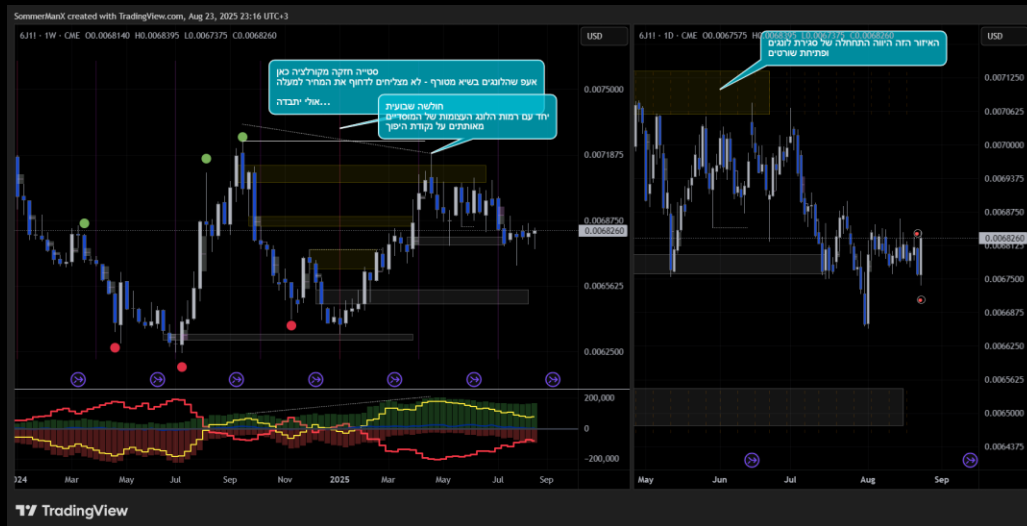 SommerManX created with TradingView.com, Aug 23, 2025 23:16 UTC+3
6J1! · 1W · CME O0.0068140 H0.0068395 L0.0067375 C0.0068260
USD
סטייה חזקה מקורלציה כאן
אעפ שהלונגים בשיא מטורף - לא מצליחים לדחוף את המחיר למעלה
אולי יתבדה...
חולשה שבועית
יחד עם רמות הלונג העצומות של המוסדיים
מאותתים על נקודת היפוך
0.0075000
0.0071875
0.0068750
0.0068260
0.0065625
0.0062500
200,000
0
−200,000
2024 Mar May Jul Sep Nov 2025 Mar May Jul Sep
6J1! · 1D · CME O0.0067575 H0.0068395 L0.0067375 C0.0068260
USD
האיזור הזה היווה התחחלה של סגירת לונגים
ופתיחת שורטים
0.0071250
0.0070625
0.0070000
0.0069375
0.0068750
0.0068260
0.0068125
0.0067500
0.0066875
0.0066250
0.0065625
0.0065000
0.0064375
May Jun Jul Aug Sep
TradingView